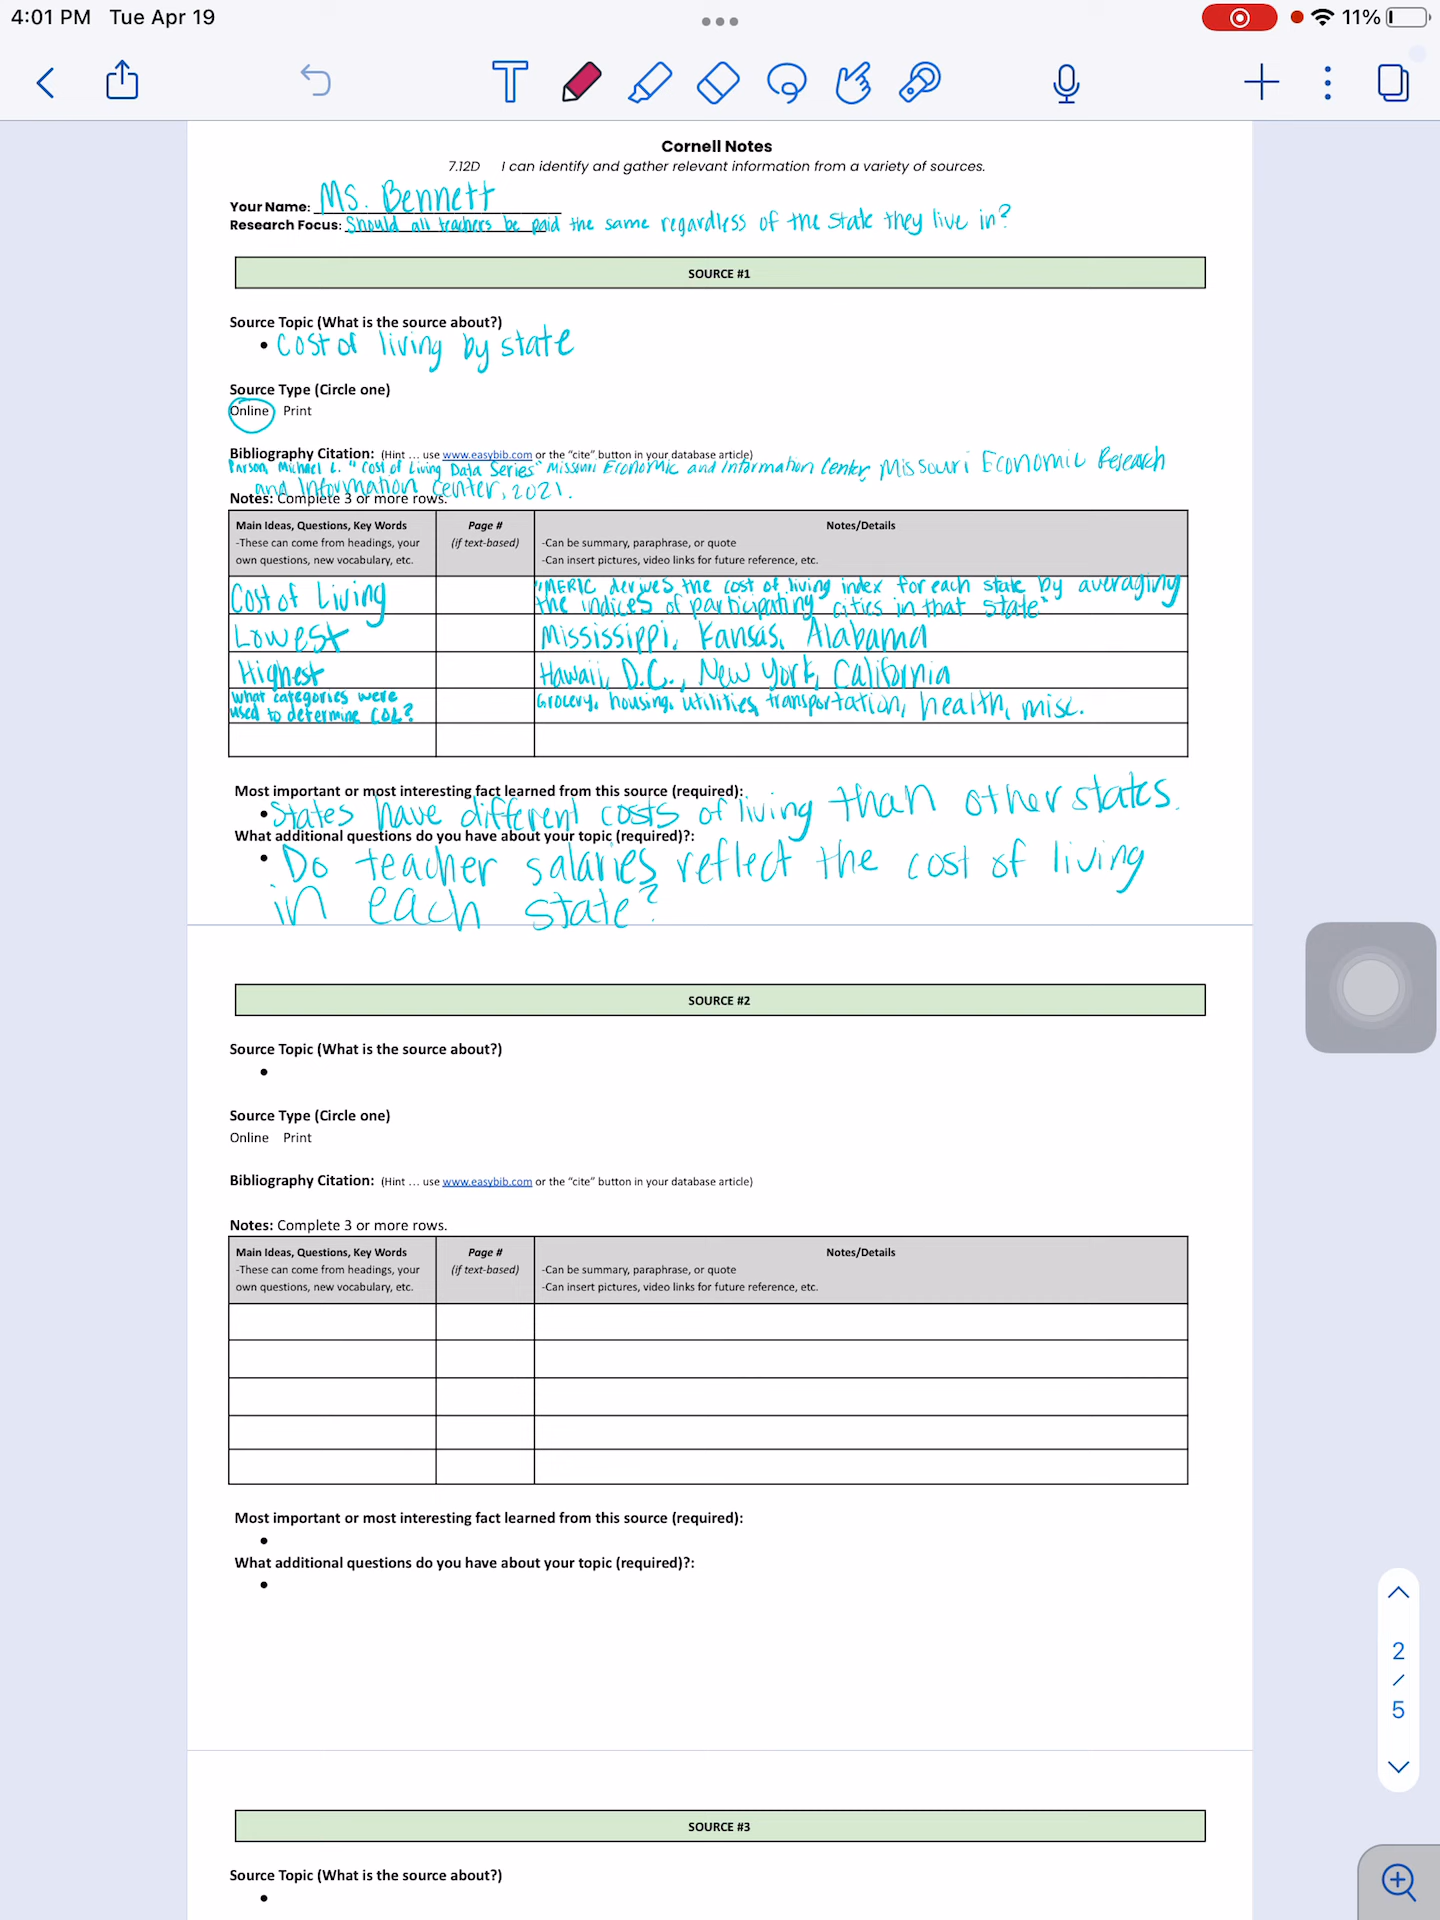 4:01 PM Tue Apr 19 11%
Cornell Notes
7.12D I can identify and gather relevant information from a variety of sources.
Your Name: Ms. Bennett
Research Focus: Should all teachers be paid the same regardless of the state they live in?
SOURCE #1
Source Topic (What is the source about?)
• Cost of living by state
Source Type (Circle one)
Online Print
Bibliography Citation: (Hint ... use www.easybib.com or the "cite" button in your database article)
Michael L. "Cost of Living Data Series" Missouri Economic and Information Center, Missouri Economic Research
and Information Center, 2021.
Notes: Complete 3 or more rows.
Main Ideas, Questions, Key Words Page # Notes/Details
-These can come from headings, your (if text-based) -Can be summary, paraphrase, or quote
own questions, new vocabulary, etc. -Can insert pictures, video links for future reference, etc.
Cost of Living "MERIC derives the cost of living index for each state by averaging
the indices of participating cities in that state"
Lowest Mississippi, Kansas, Alabama
Highest Hawaii, D.C., New York, California
What categories were
used to determine COL? Grocery, housing, utilities, transportation, health, misc.
Most important or most interesting fact learned from this source (required):
• States have different costs of living than other states.
What additional questions do you have about your topic (required)?:
• Do teacher salaries reflect the cost of living
in each state?
SOURCE #2
Source Topic (What is the source about?)
•
Source Type (Circle one)
Online Print
Bibliography Citation: (Hint ... use www.easybib.com or the "cite" button in your database article)
Notes: Complete 3 or more rows.
Main Ideas, Questions, Key Words Page # Notes/Details
-These can come from headings, your (if text-based) -Can be summary, paraphrase, or quote
own questions, new vocabulary, etc. -Can insert pictures, video links for future reference, etc.
Most important or most interesting fact learned from this source (required):
•
What additional questions do you have about your topic (required)?:
•
2
/
5
SOURCE #3
Source Topic (What is the source about?)
•